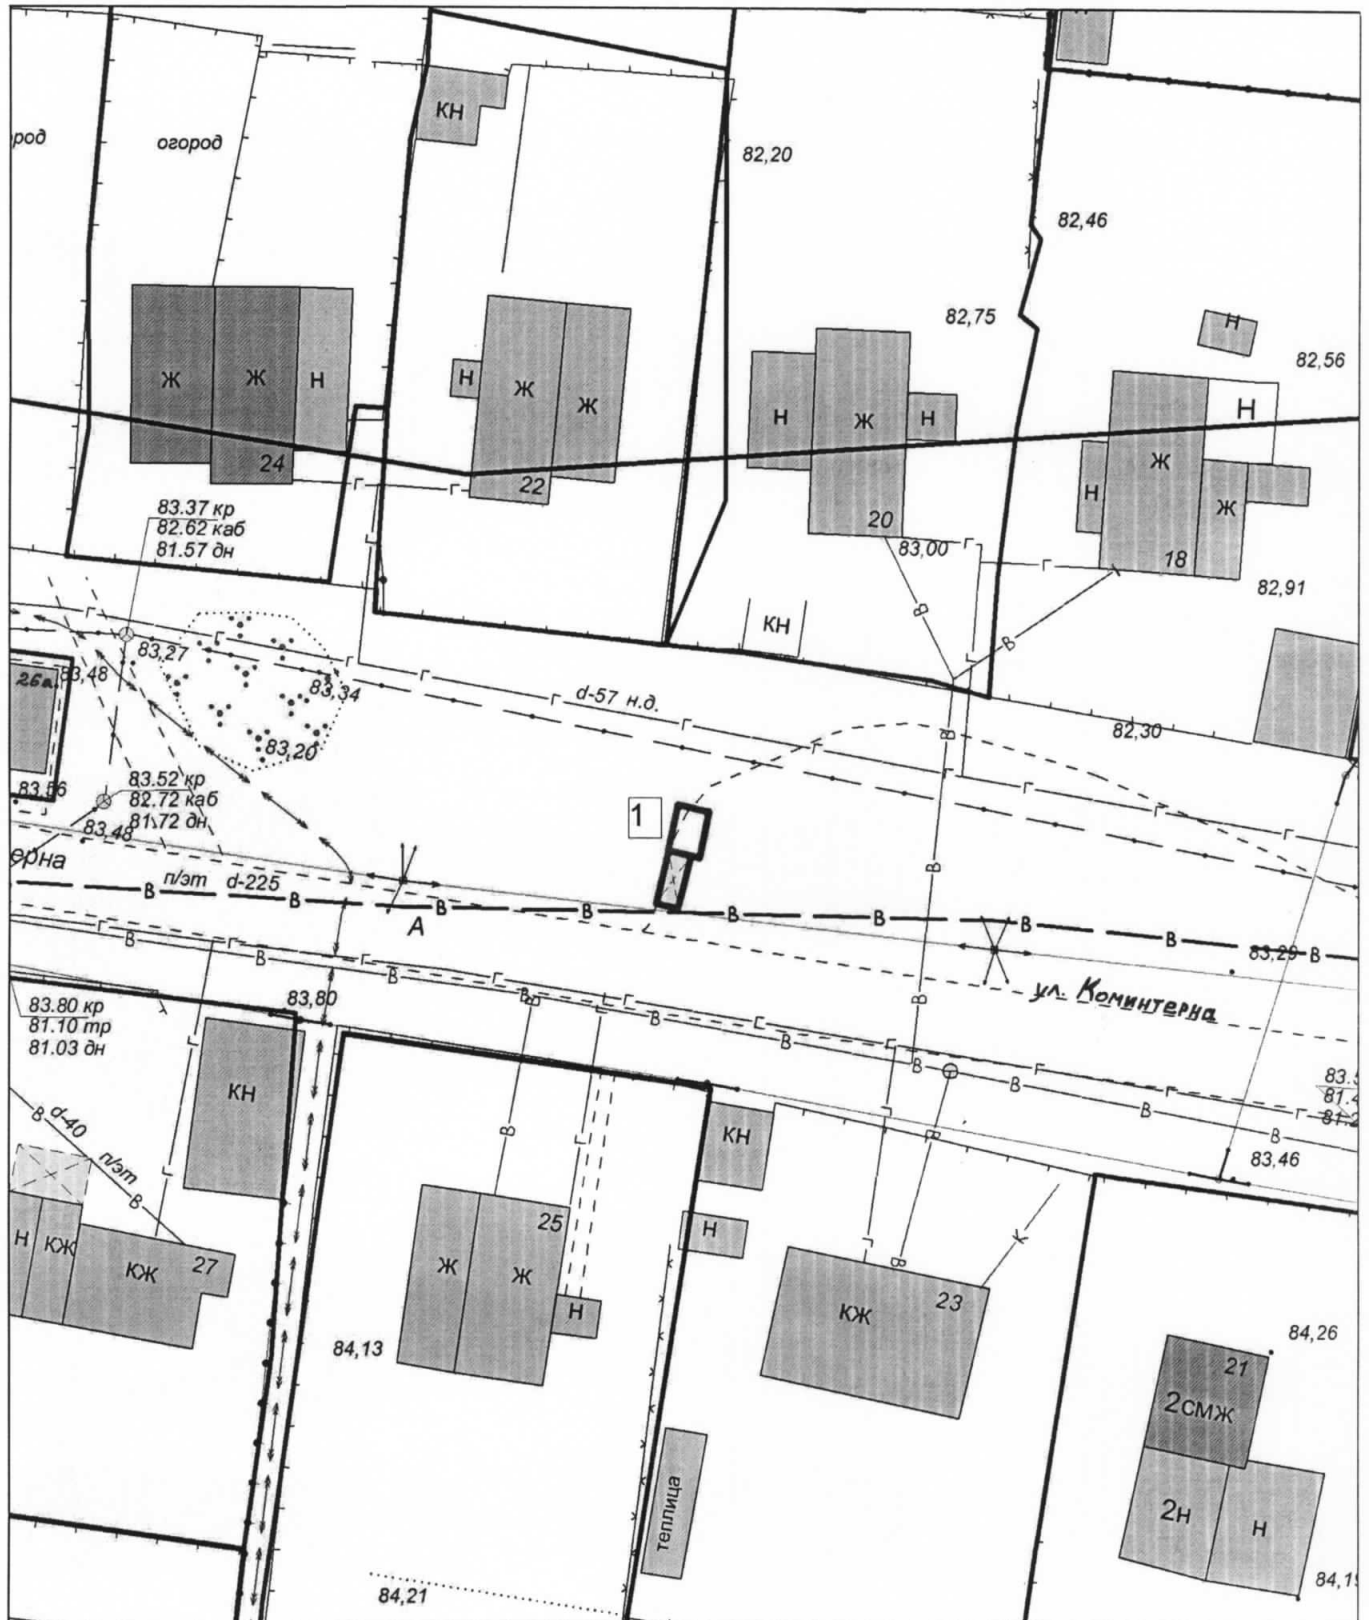 Н
КН
ород
огород
82,20
82,46
82,75
Н
82,56
Ж
Ж
Н
Н
Ж
Ж
Н
Ж
Н
Н
Ж
Н
Ж
24
22
20
18
83.37 кр
82.62 каб
81.57 дн
Г
Г
Г
83,00
Г
Г
82,91
В
В
КН
Г
Г
Г
83,27
26а
83,48
83,34
Г
Г
Г
d-57 н.д.
Г
82,30
83,20
В
Г
Г
Г
Г
83.52 кр
82.72 каб
81.72 дн
83,56
83,48
1
ерна
п/эт d-225
В
В
В
В
В
В
В
В
В
В
А
Г
Г
Г
Г
Г
Г
Г
Г
Г
Г
Г
В
В
В
В
В
В
В
В
В
В
В
83,29
ул. Коминтерна
83.80 кр
81.10 тр
81.03 дн
83,80
Г
Г
КН
В
d-40
п/эт
В
Г
В
Г
КН
В
Г
83,46
Н
КЖ
КЖ
27
25
Ж
Ж
Н
Н
Г
В
К
КЖ
23
84,13
84,26
21
2СМЖ
2Н
Н
теплица
84,21